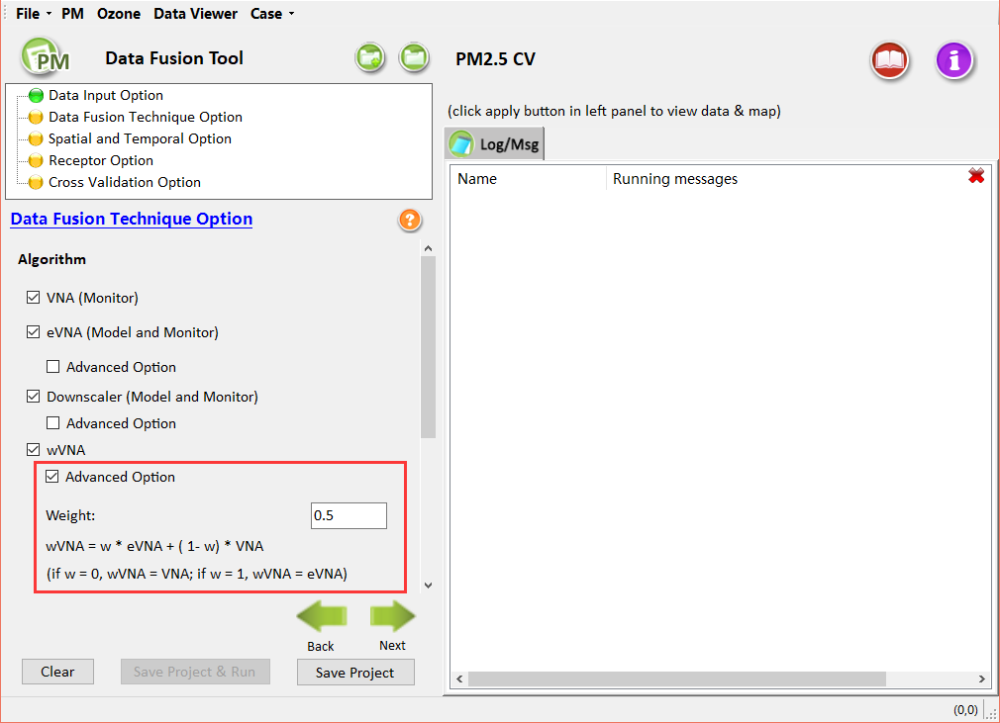 File PM Ozone Data Viewer Case
PM
Data Fusion Tool
PM2.5 CV
Data Input Option
Data Fusion Technique Option
Spatial and Temporal Option
Receptor Option
Cross Validation Option
(click apply button in left panel to view data & map)
Log/Msg
Name Running messages
Data Fusion Technique Option
?
Algorithm
VNA (Monitor)
eVNA (Model and Monitor)
Advanced Option
Downscaler (Model and Monitor)
Advanced Option
wVNA
Advanced Option
Weight: 0.5
wVNA = w * eVNA + ( 1- w) * VNA
(if w = 0, wVNA = VNA; if w = 1, wVNA = eVNA)
Back Next
Clear Save Project & Run Save Project
(0,0)